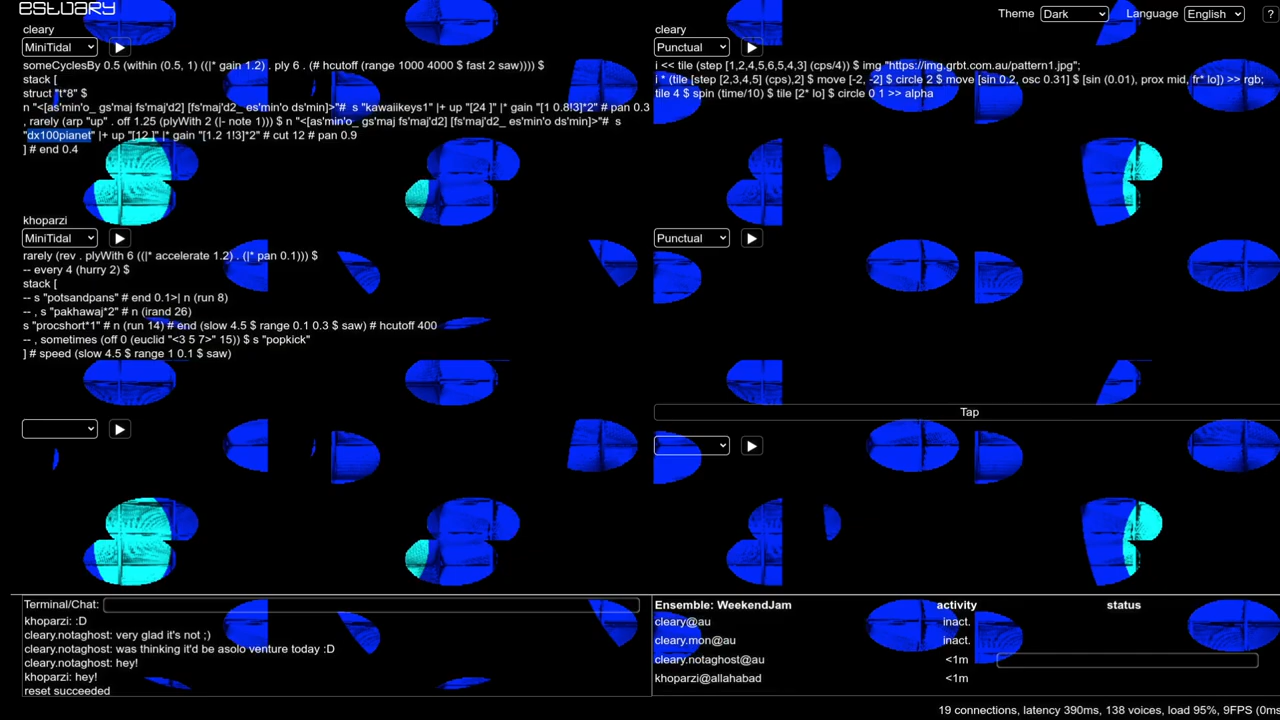 estuary
Theme Dark Language English ?
cleary
MiniTidal
someCyclesBy 0.5 (within (0.5, 1) ((|* gain 1.2) . ply 6 . (# hcutoff (range 1000 4000 $ fast 2 saw)))) $
stack [
struct "t*8" $
n "<[as'min'o_ gs'maj fs'maj'd2] [fs'maj'd2_ es'min'o ds'min]>"# s "kawaiikeys1" |+ up "[24 ]" |* gain "[1 0.8!3]*2" # pan 0.3
, rarely (arp "up" . off 1.25 (plyWith 2 (|- note 1))) $ n "<[as'min'o_ gs'maj fs'maj'd2] [fs'maj'd2_ es'min'o ds'min]>"# s
"dx100pianet" |+ up "[12 ]" |* gain "[1.2 1!3]*2" # cut 12 # pan 0.9
] # end 0.4
cleary
Punctual
i << tile (step [1,2,4,5,6,5,4,3] (cps/4)) $ img "https://img.grbt.com.au/pattern1.jpg";
i * (tile [step [2,3,4,5] (cps),2] $ move [-2, -2] $ circle 2 $ move [sin 0.2, osc 0.31] $ [sin (0.01), prox mid, fr* lo]) >> rgb;
tile 4 $ spin (time/10) $ tile [2* lo] $ circle 0 1 >> alpha
khoparzi
MiniTidal
rarely (rev . plyWith 6 ((|* accelerate 1.2) . (|* pan 0.1))) $
-- every 4 (hurry 2) $
stack [
-- s "potsandpans" # end 0.1>| n (run 8)
-- , s "pakhawaj*2" # n (irand 26)
s "procshort*1" # n (run 14) # end (slow 4.5 $ range 0.1 0.3 $ saw) # hcutoff 400
-- , sometimes (off 0 (euclid "<3 5 7>" 15)) $ s "popkick"
] # speed (slow 4.5 $ range 1 0.1 $ saw)
Punctual
Tap
Terminal/Chat:
khoparzi: :D
cleary.notaghost: very glad it's not ;)
cleary.notaghost: was thinking it'd be asolo venture today :D
cleary.notaghost: hey!
khoparzi: hey!
reset succeeded
Ensemble: WeekendJam activity status
cleary@au inact.
cleary.mon@au inact.
cleary.notaghost@au <1m
khoparzi@allahabad <1m
19 connections, latency 390ms, 138 voices, load 95%, 9FPS (0ms